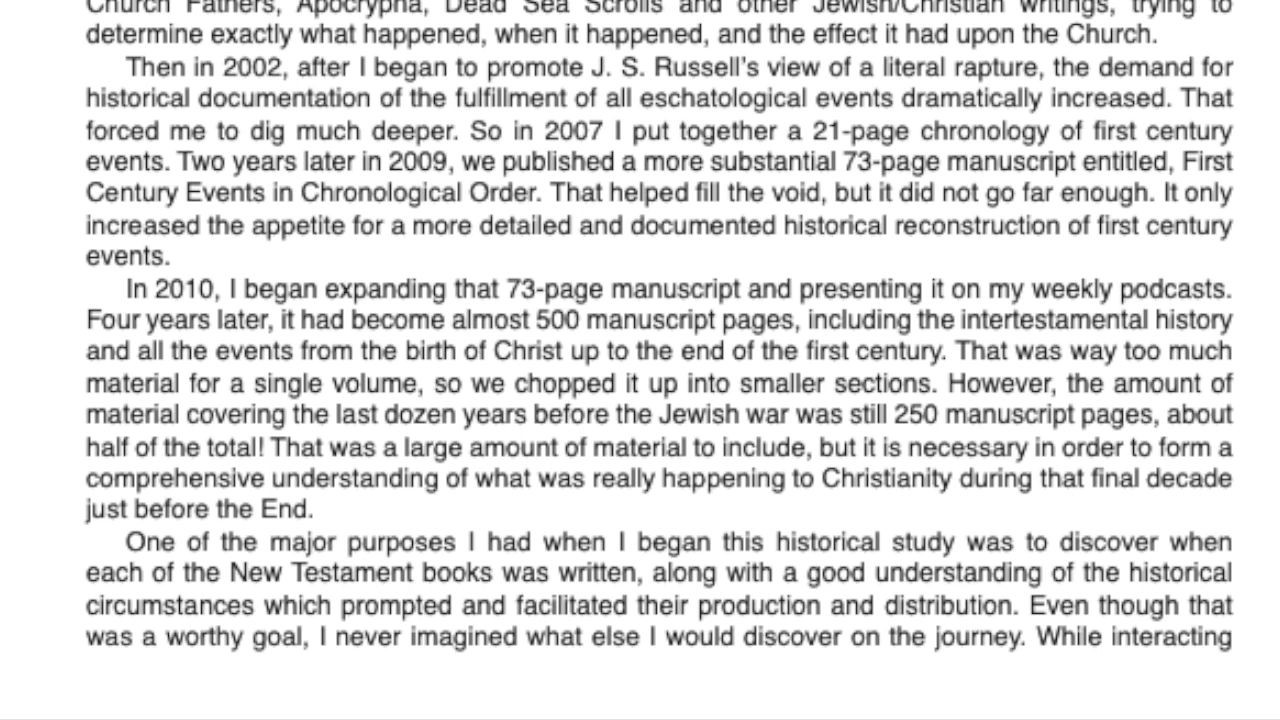 Church Fathers, Apocrypha, Dead Sea Scrolls and other Jewish/Christian writings, trying to
determine exactly what happened, when it happened, and the effect it had upon the Church.
Then in 2002, after I began to promote J. S. Russell's view of a literal rapture, the demand for
historical documentation of the fulfillment of all eschatological events dramatically increased. That
forced me to dig much deeper. So in 2007 I put together a 21-page chronology of first century
events. Two years later in 2009, we published a more substantial 73-page manuscript entitled, First
Century Events in Chronological Order. That helped fill the void, but it did not go far enough. It only
increased the appetite for a more detailed and documented historical reconstruction of first century
events.
In 2010, I began expanding that 73-page manuscript and presenting it on my weekly podcasts.
Four years later, it had become almost 500 manuscript pages, including the intertestamental history
and all the events from the birth of Christ up to the end of the first century. That was way too much
material for a single volume, so we chopped it up into smaller sections. However, the amount of
material covering the last dozen years before the Jewish war was still 250 manuscript pages, about
half of the total! That was a large amount of material to include, but it is necessary in order to form a
comprehensive understanding of what was really happening to Christianity during that final decade
just before the End.
One of the major purposes I had when I began this historical study was to discover when
each of the New Testament books was written, along with a good understanding of the historical
circumstances which prompted and facilitated their production and distribution. Even though that
was a worthy goal, I never imagined what else I would discover on the journey. While interacting